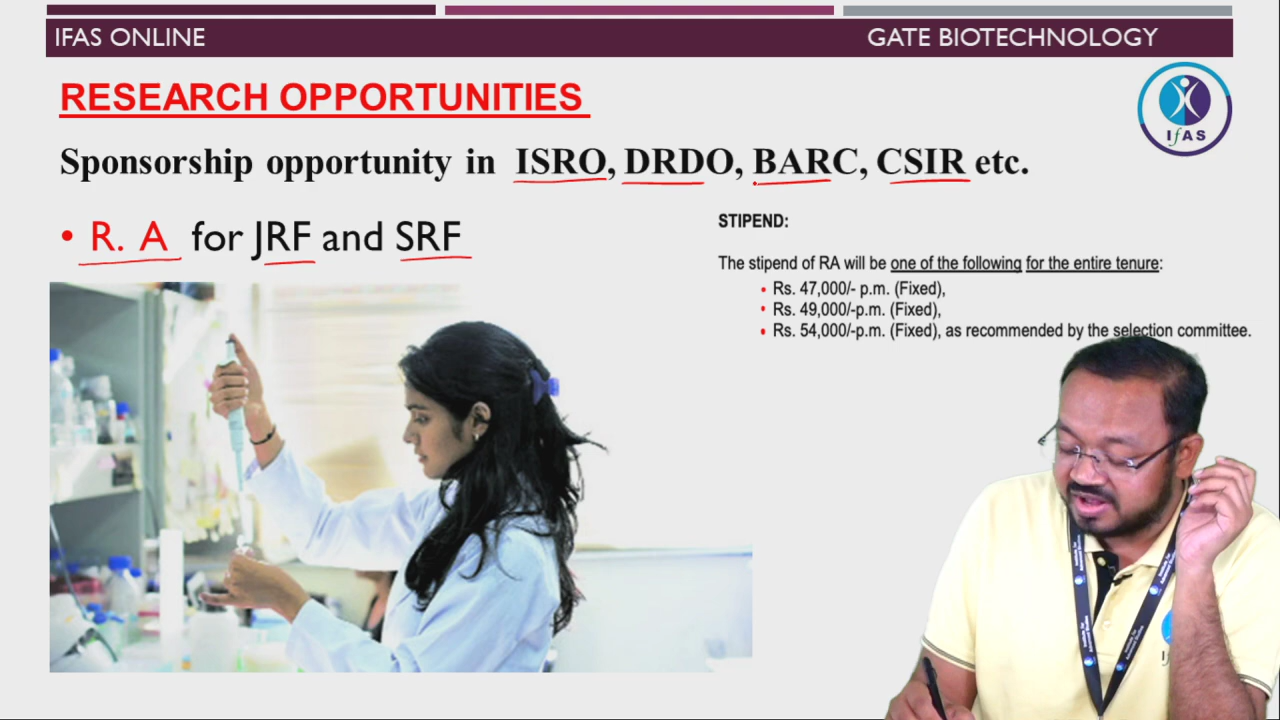 IFAS ONLINE
GATE BIOTECHNOLOGY
RESEARCH OPPORTUNITIES
IfAS
Sponsorship opportunity in ISRO, DRDO, BARC, CSIR etc.
• R. A for JRF and SRF
STIPEND:
The stipend of RA will be one of the following for the entire tenure:
• Rs. 47,000/- p.m. (Fixed),
• Rs. 49,000/-p.m. (Fixed),
• Rs. 54,000/-p.m. (Fixed), as recommended by the selection committee.